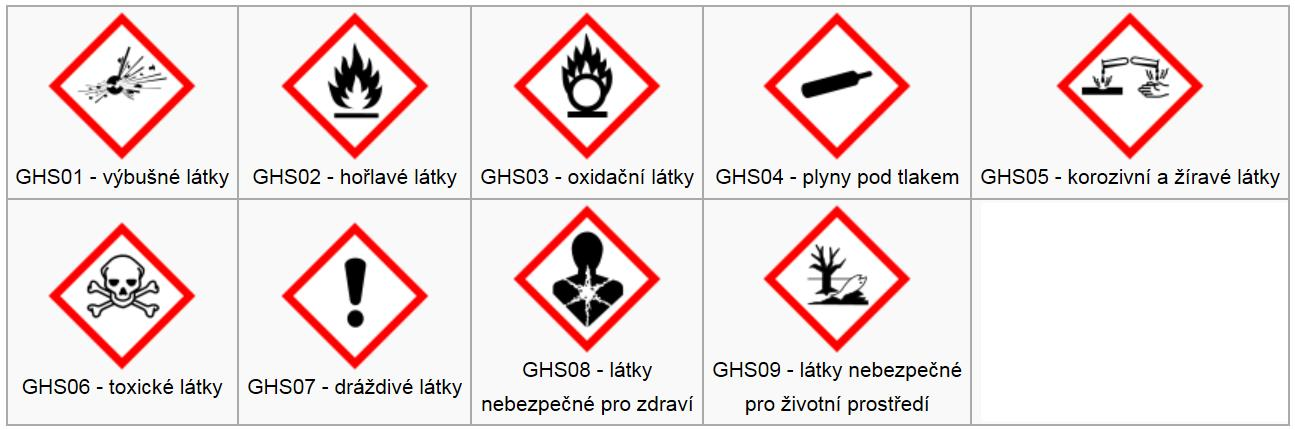 GHS01 - výbušné látky
GHS02 - hořlavé látky
GHS03 - oxidační látky
GHS04 - plyny pod tlakem
GHS05 - korozivní a žíravé látky
GHS06 - toxické látky
GHS07 - dráždivé látky
GHS08 - látky
nebezpečné pro zdraví
GHS09 - látky nebezpečné
pro životní prostředí